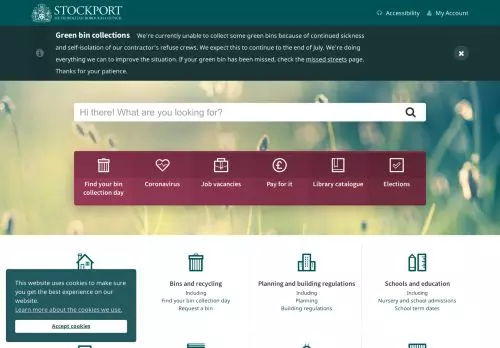 STOCKPORT
METROPOLITAN BOROUGH COUNCIL
Accessibility
My Account
Green bin collections We're currently unable to collect some green bins because of continued sickness
and self-isolation of our contractor's refuse crews. We expect this to continue to the end of July. We're doing
everything we can to improve the situation. If your green bin has been missed, check the missed streets page.
Thanks for your patience.
Hi there! What are you looking for?
Find your bin
collection day
Coronavirus
Job vacancies
Pay for it
Library catalogue
Elections
Bins and recycling
Including
Find your bin collection day
Request a bin
Planning and building regulations
Including
Planning
Building regulations
Schools and education
Including
Nursery and school admissions
School term dates
This website uses cookies to make sure
you get the best experience on our
website.
Learn more about the cookies we use.
Accept cookies